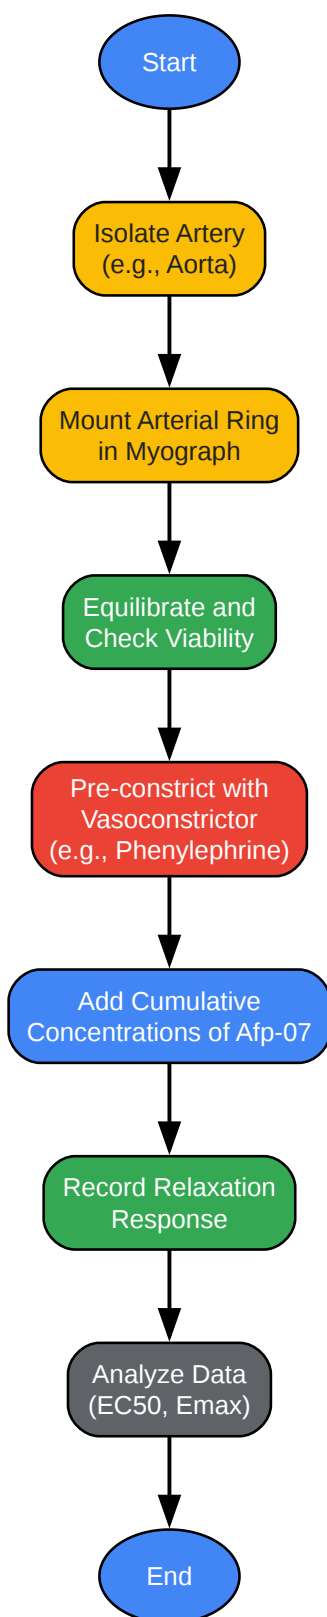 Start
Isolate Artery
(e.g., Aorta)
Mount Arterial Ring
in Myograph
Equilibrate and
Check Viability
Pre-constrict with
Vasoconstrictor
(e.g., Phenylephrine)
Add Cumulative
Concentrations of Afp-07
Record Relaxation
Response
Analyze Data
(EC50, Emax)
End